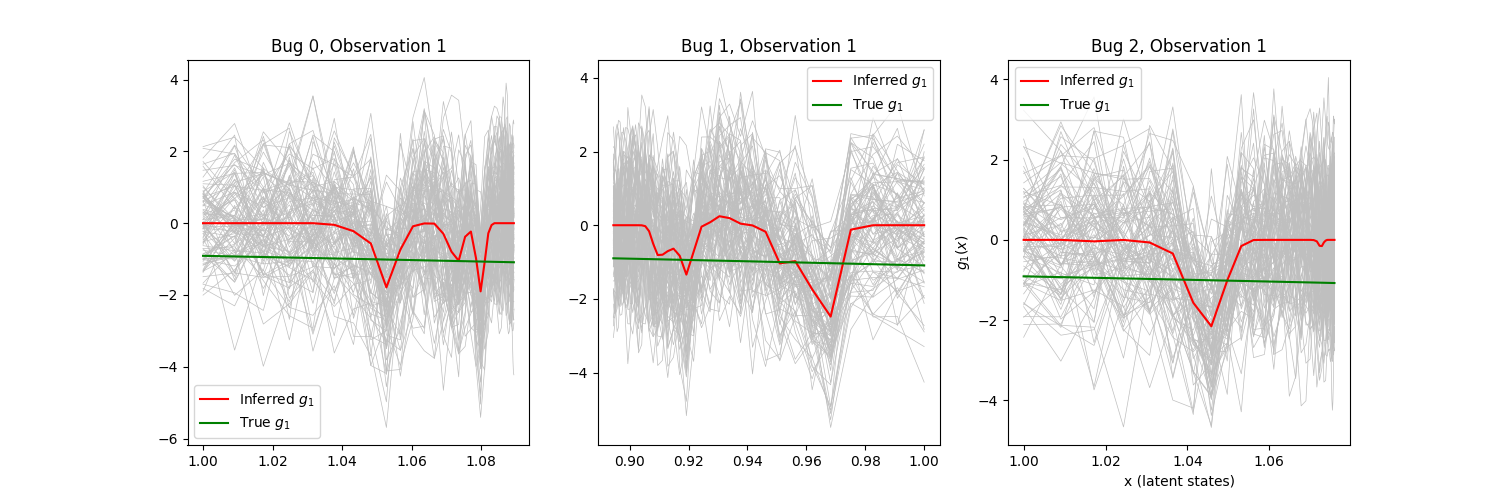 Bug 0, Observation 1
4
2
0
−2
−4
−6
Inferred g₁
True g₁
1.00 1.02 1.04 1.06 1.08
Bug 1, Observation 1
4
2
0
−2
−4
Inferred g₁
True g₁
0.90 0.92 0.94 0.96 0.98 1.00
Bug 2, Observation 1
g₁(x)
4
2
0
−2
−4
Inferred g₁
True g₁
1.00 1.02 1.04 1.06
x (latent states)